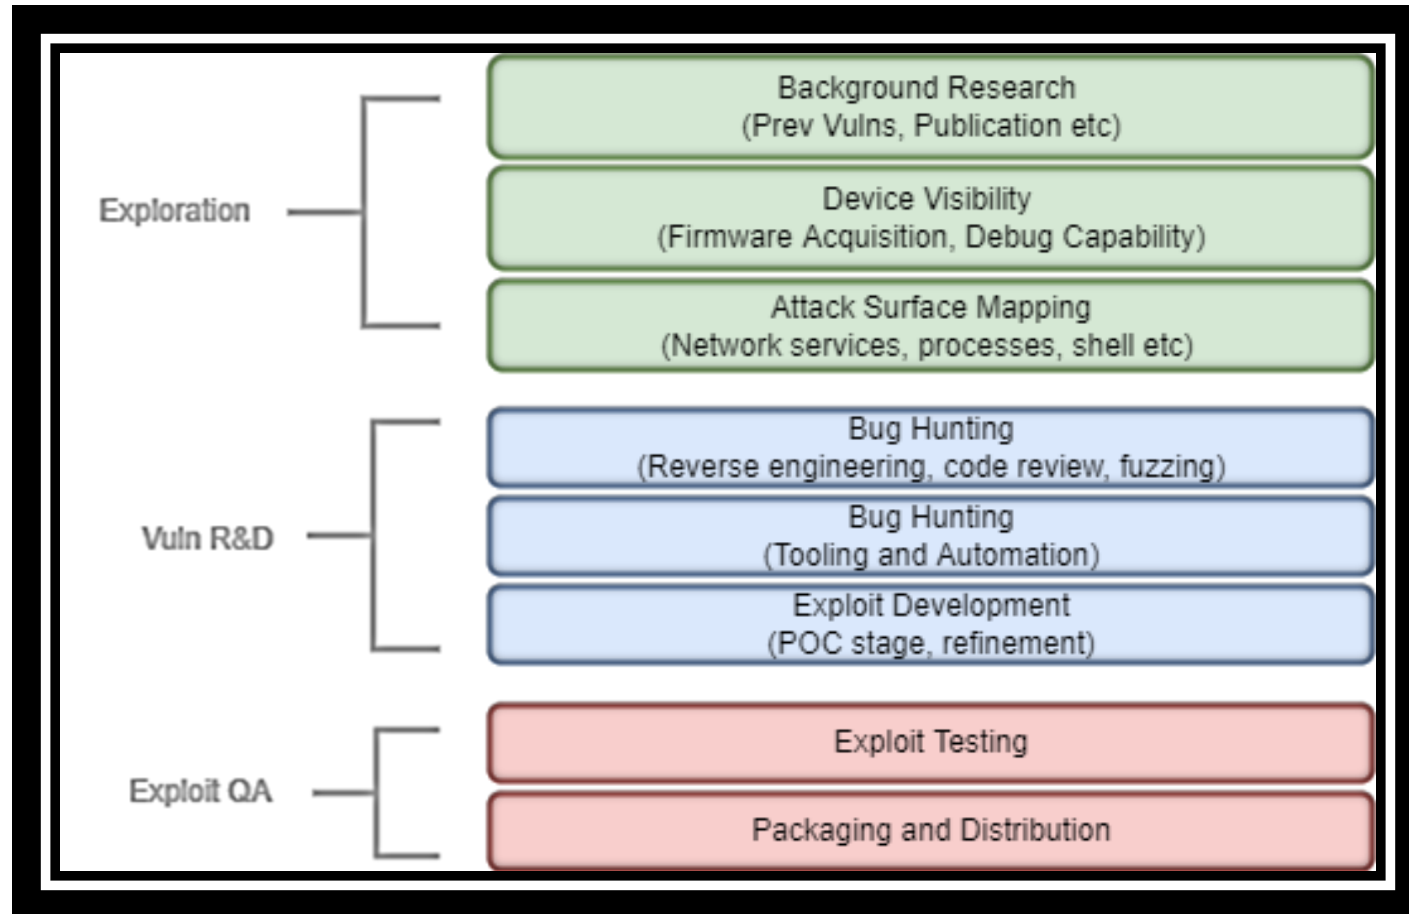 Exploration
Background Research
(Prev Vulns, Publication etc)
Device Visibility
(Firmware Acquisition, Debug Capability)
Attack Surface Mapping
(Network services, processes, shell etc)
Vuln R&D
Bug Hunting
(Reverse engineering, code review, fuzzing)
Bug Hunting
(Tooling and Automation)
Exploit Development
(POC stage, refinement)
Exploit QA
Exploit Testing
Packaging and Distribution